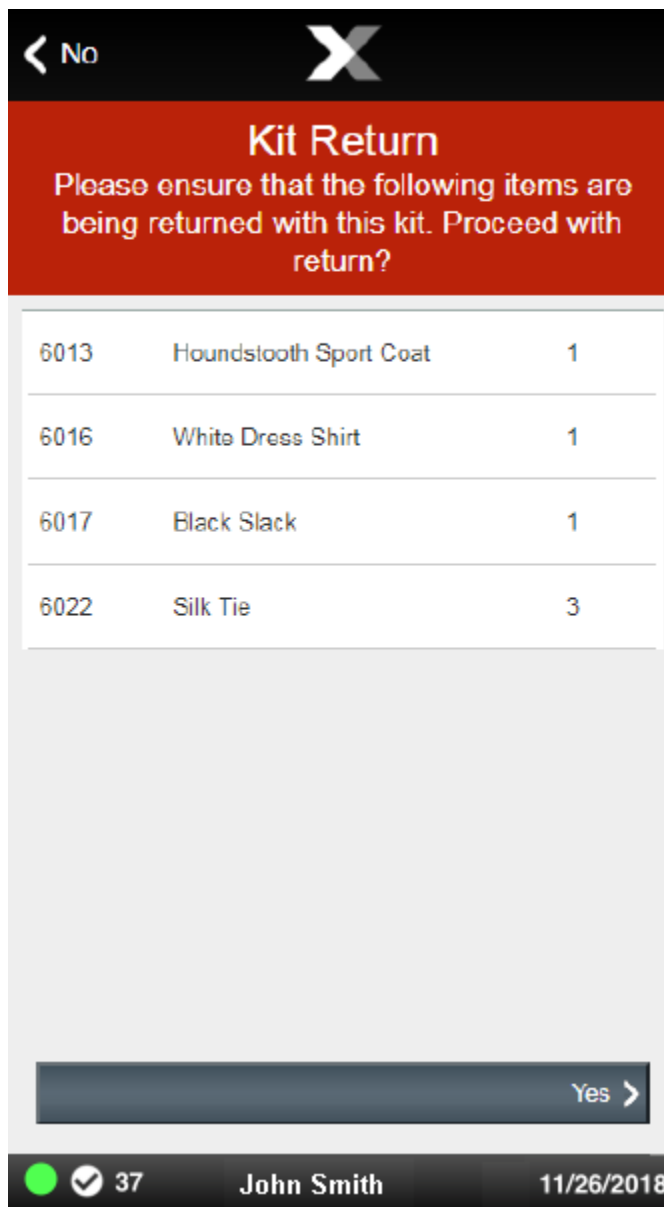 No
Kit Return
Please ensure that the following items are
being returned with this kit. Proceed with
return?
6013 Houndstooth Sport Coat 1
6016 White Dress Shirt 1
6017 Black Slack 1
6022 Silk Tie 3
Yes
37 John Smith 11/26/2018